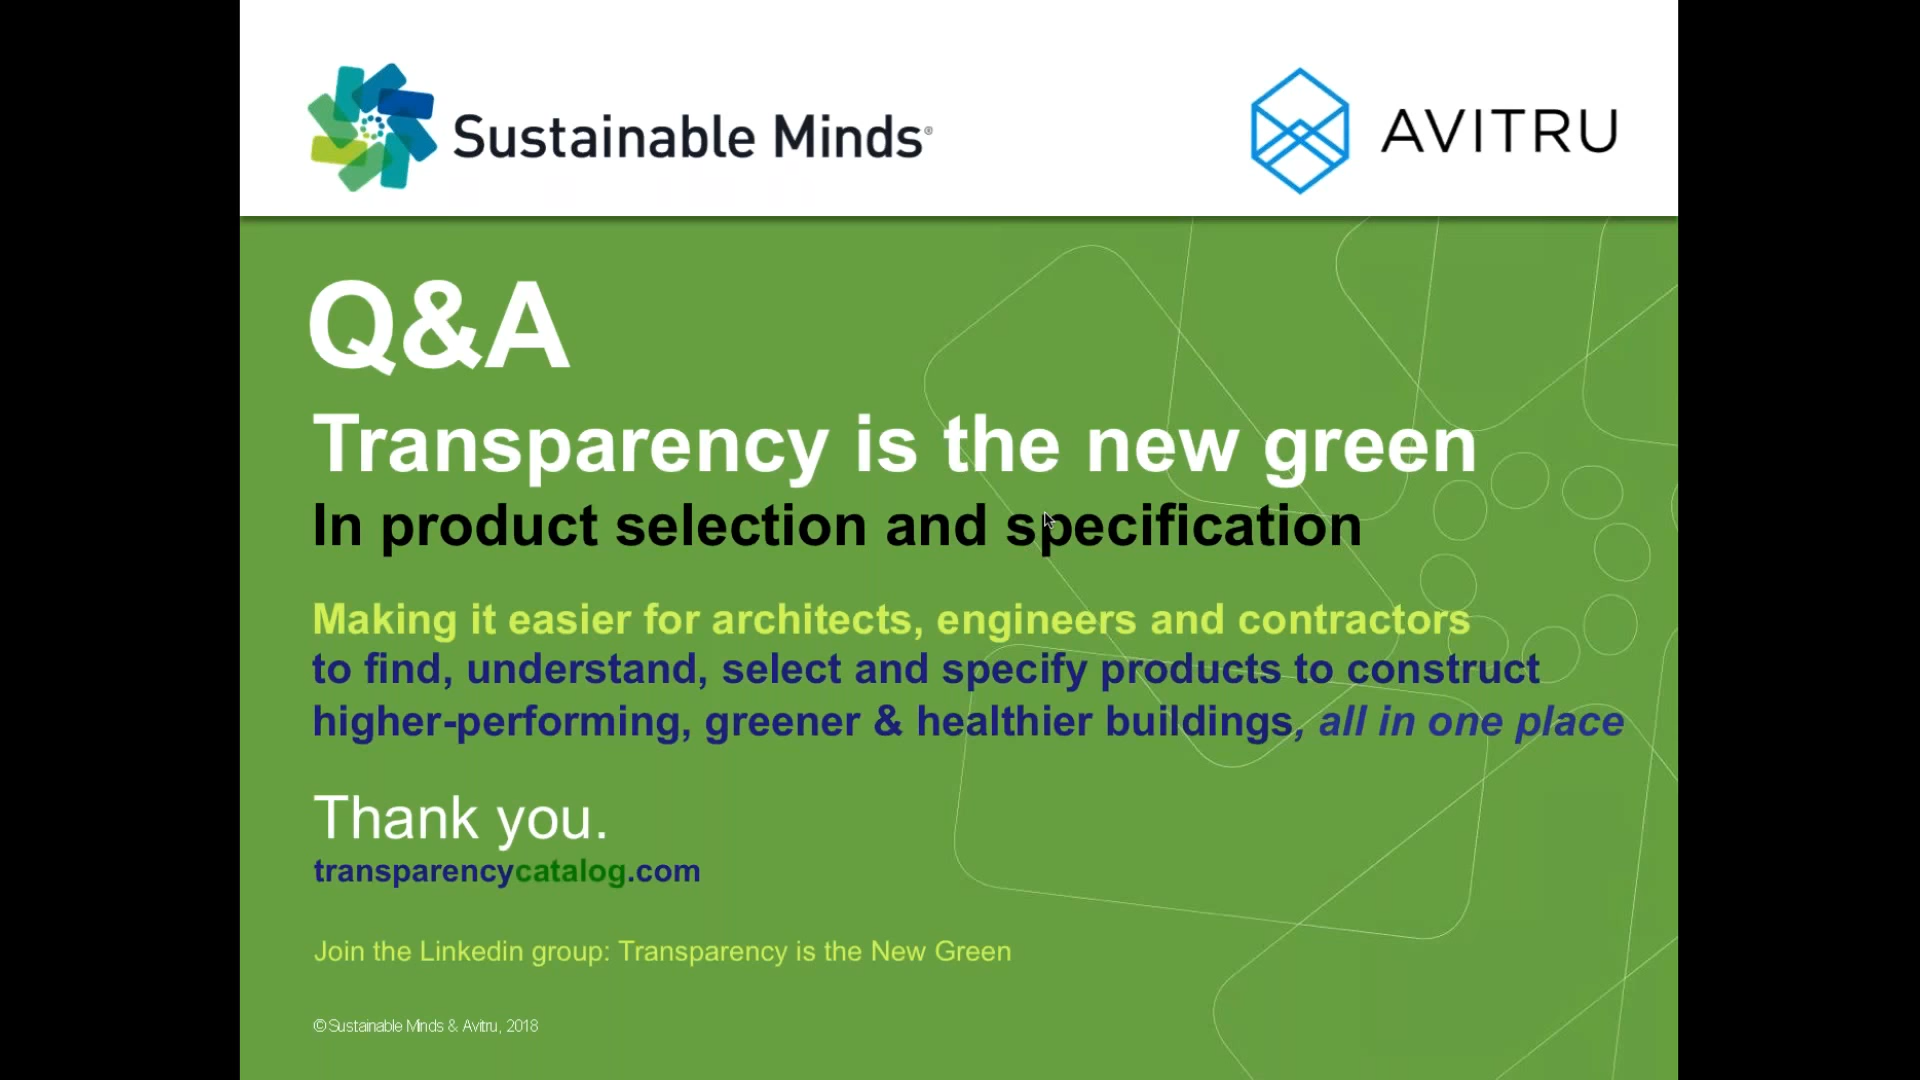 Sustainable Minds®
AVITRU
Q&A
Transparency is the new green
In product selection and specification
Making it easier for architects, engineers and contractors
to find, understand, select and specify products to construct
higher-performing, greener & healthier buildings, all in one place
Thank you.
transparencycatalog.com
Join the Linkedin group: Transparency is the New Green
© Sustainable Minds & Avitru, 2018